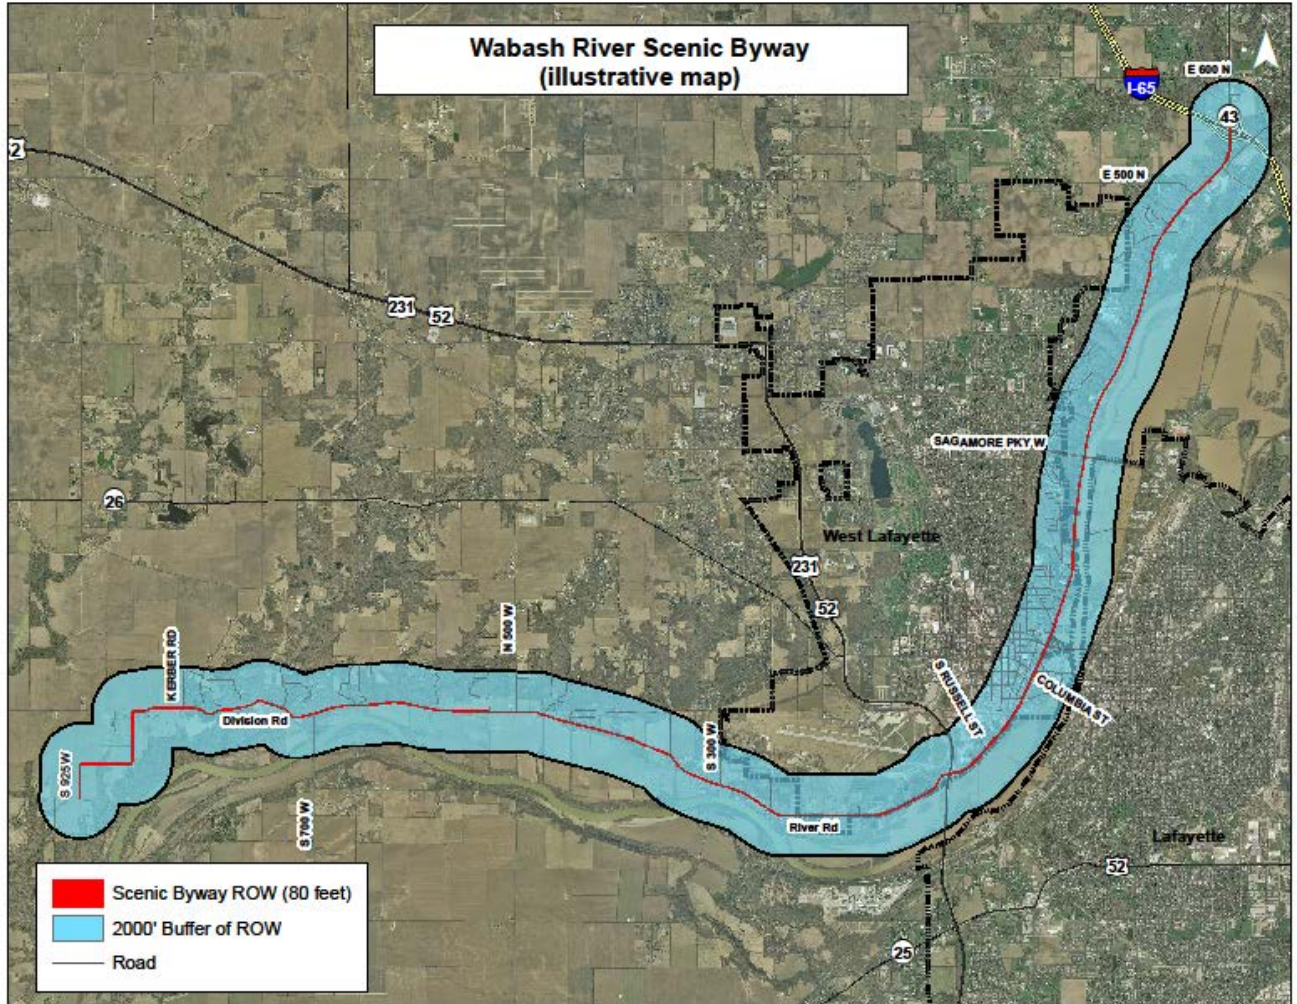 Wabash River Scenic Byway
(illustrative map)
E 600 N
I-65
43
52
E 500 N
231
52
SAGAMORE PKY W
26
West Lafayette
231
52
N 500 W
KERBER RD
S RUSSELL ST
COLUMBIA ST
Division Rd
S 300 W
S 925 W
S 700 W
River Rd
Lafayette
52
25
Scenic Byway ROW (80 feet)
2000' Buffer of ROW
Road